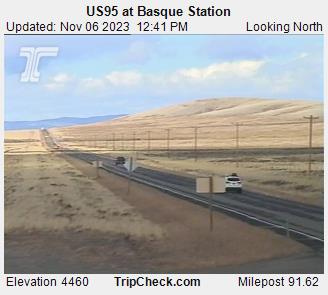 US95 at Basque Station
Updated: Nov 06 2023 12:41 PM Looking North
Elevation 4460 TripCheck.com Milepost 91.62